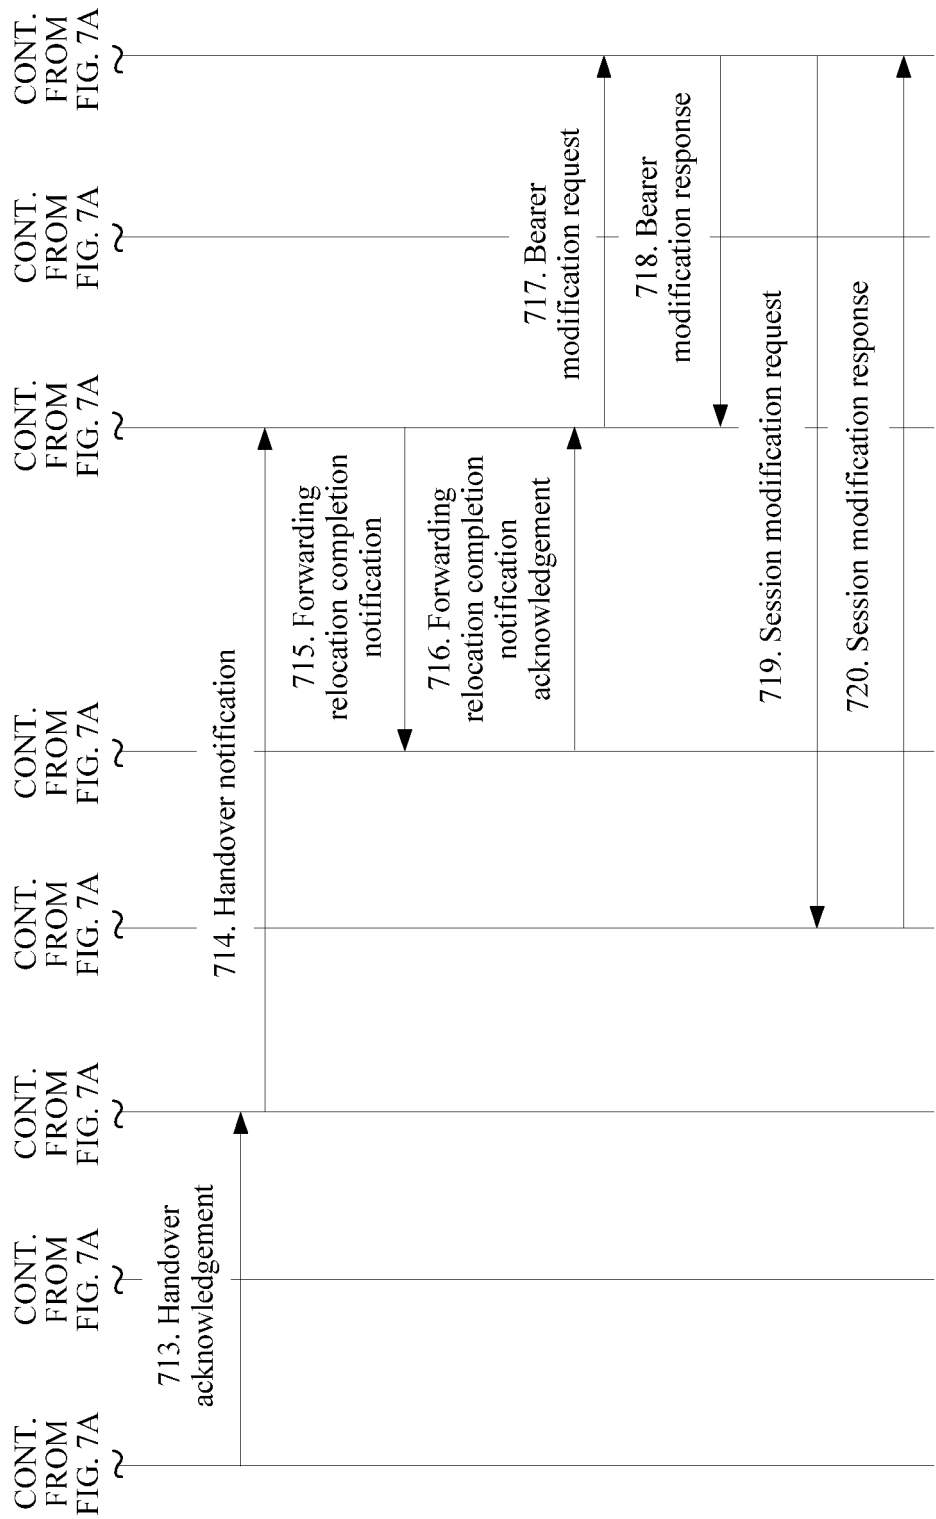 CONT.
FROM
FIG. 7A
CONT.
FROM
FIG. 7A
CONT.
FROM
FIG. 7A
CONT.
FROM
FIG. 7A
CONT.
FROM
FIG. 7A
CONT.
FROM
FIG. 7A
CONT.
FROM
FIG. 7A
CONT.
FROM
FIG. 7A
713. Handover
acknowledgement
714. Handover notification
715. Forwarding
relocation completion
notification
716. Forwarding
relocation completion
notification
acknowledgement
717. Bearer
modification request
718. Bearer
modification response
719. Session modification request
720. Session modification response